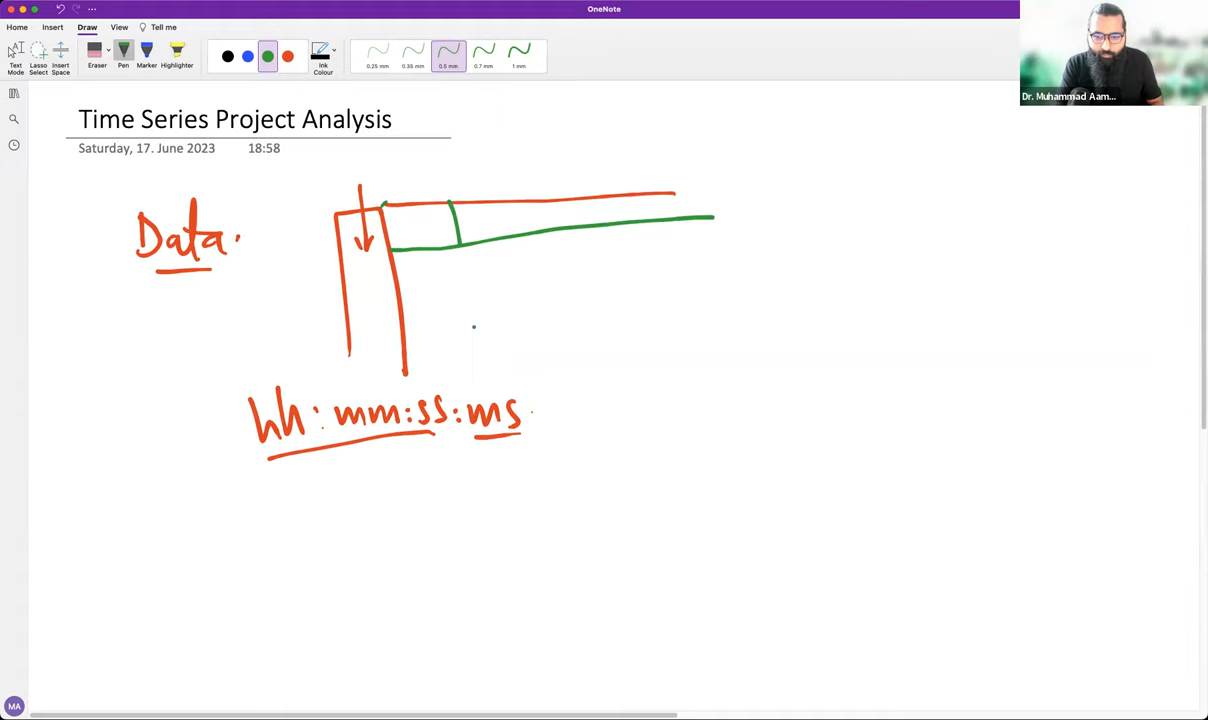 OneNote
Home Insert Draw View Tell me
Text Mode Lasso Select Insert Space Eraser Pen Marker Highlighter Ink Colour 0.25 mm 0.35 mm 0.5 mm 0.7 mm 1 mm
Dr. Muhammad Aam...
Time Series Project Analysis
Saturday, 17. June 2023 18:58
Data.
hh:mm:ss:ms
MA